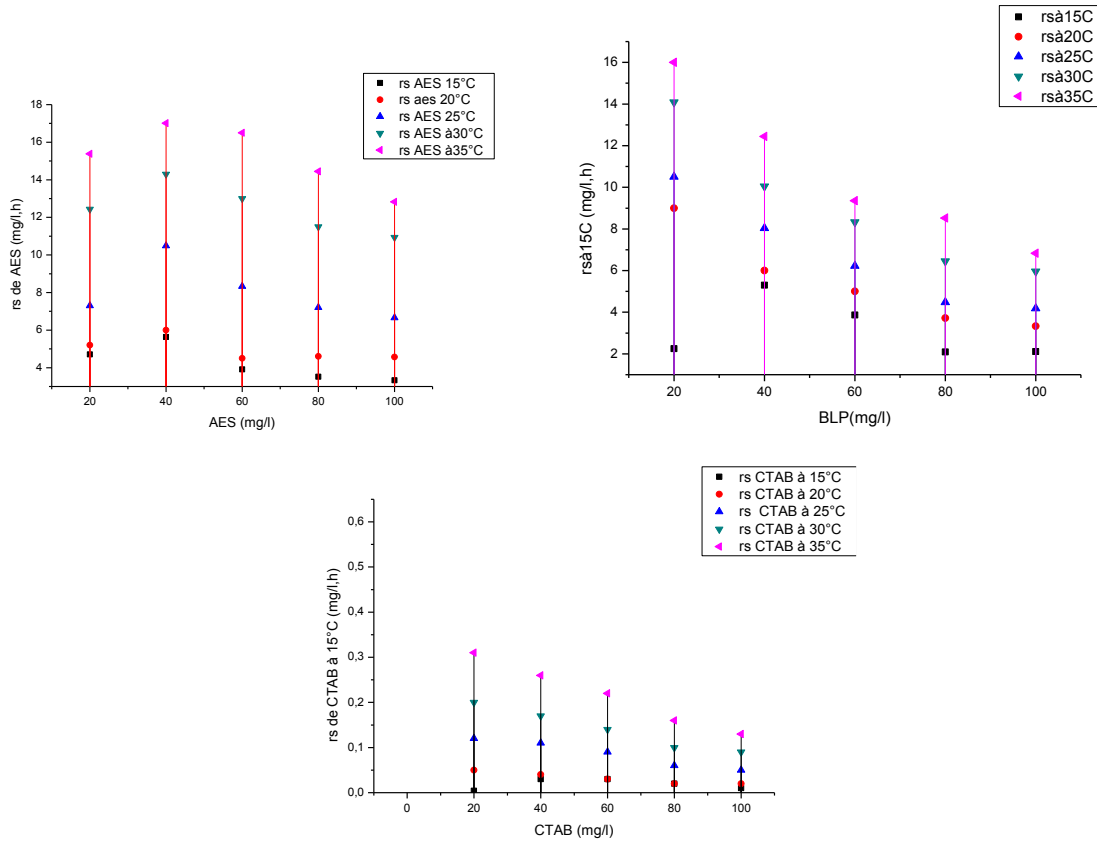 rs AES 15°C
rs aes 20°C
rs AES 25°C
rs AES à30°C
rs AES à35°C
18
16
14
12
10
8
6
4
rs de AES (mg/l,h)
20 40 60 80 100
AES (mg/l)
rsà15C
rsà20C
rsà25C
rsà30C
rsà35C
16
14
12
10
8
6
4
2
rsà15C (mg/l,h)
20 40 60 80 100
BLP(mg/l)
rs CTAB à 15°C
rs CTAB à 20°C
rs CTAB à 25°C
rs CTAB à 30°C
rs CTAB à 35°C
0,6
0,5
0,4
0,3
0,2
0,1
0,0
rs de CTAB à 15°C (mg/l,h)
0 20 40 60 80 100
CTAB (mg/l)